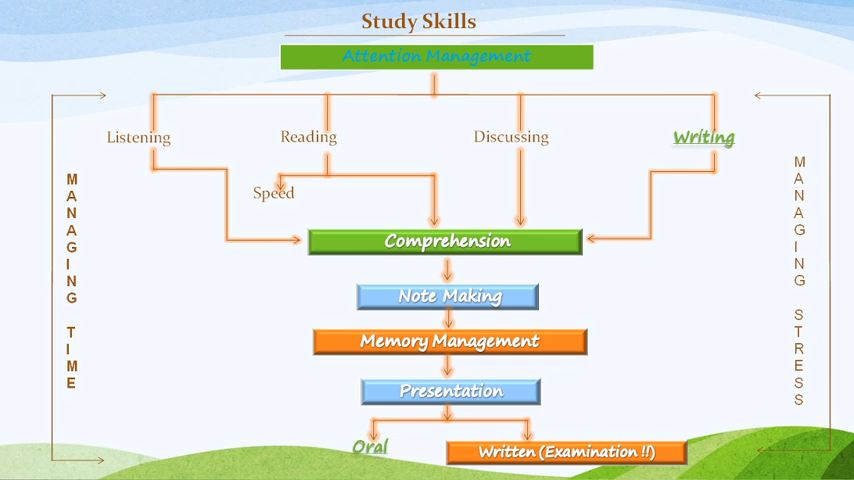 Study Skills
Attention Management
Listening
Reading
Discussing
Writing
Speed
Comprehension
Note Making
Memory Management
Presentation
Oral
Written (Examination !!)
MANAGING TIME
MANAGING STRESS